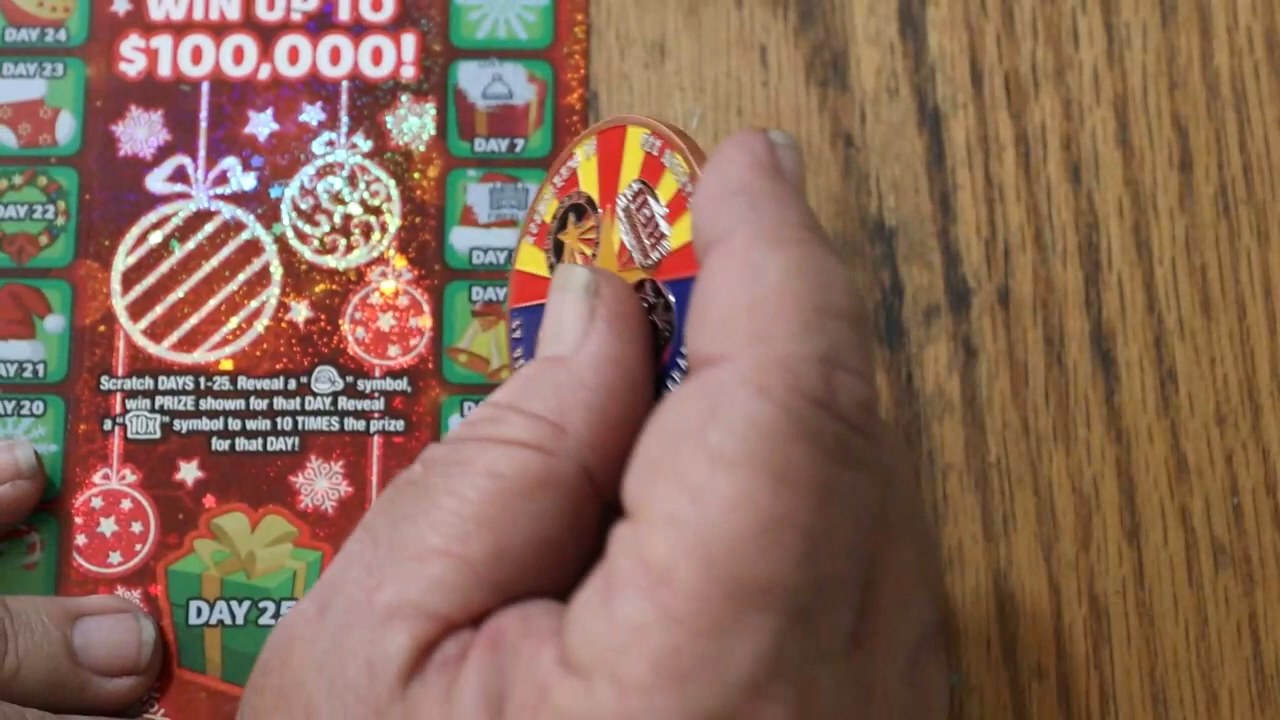 WIN UP TO
$100,000!
DAY 24
DAY 23
DAY 7
DAY 22
DAY
DAY 21
DAY
DAY 20
Scratch DAYS 1-25. Reveal a " " symbol,
win PRIZE shown for that DAY. Reveal
a "10X" symbol to win 10 TIMES the prize
for that DAY!
DAY 25